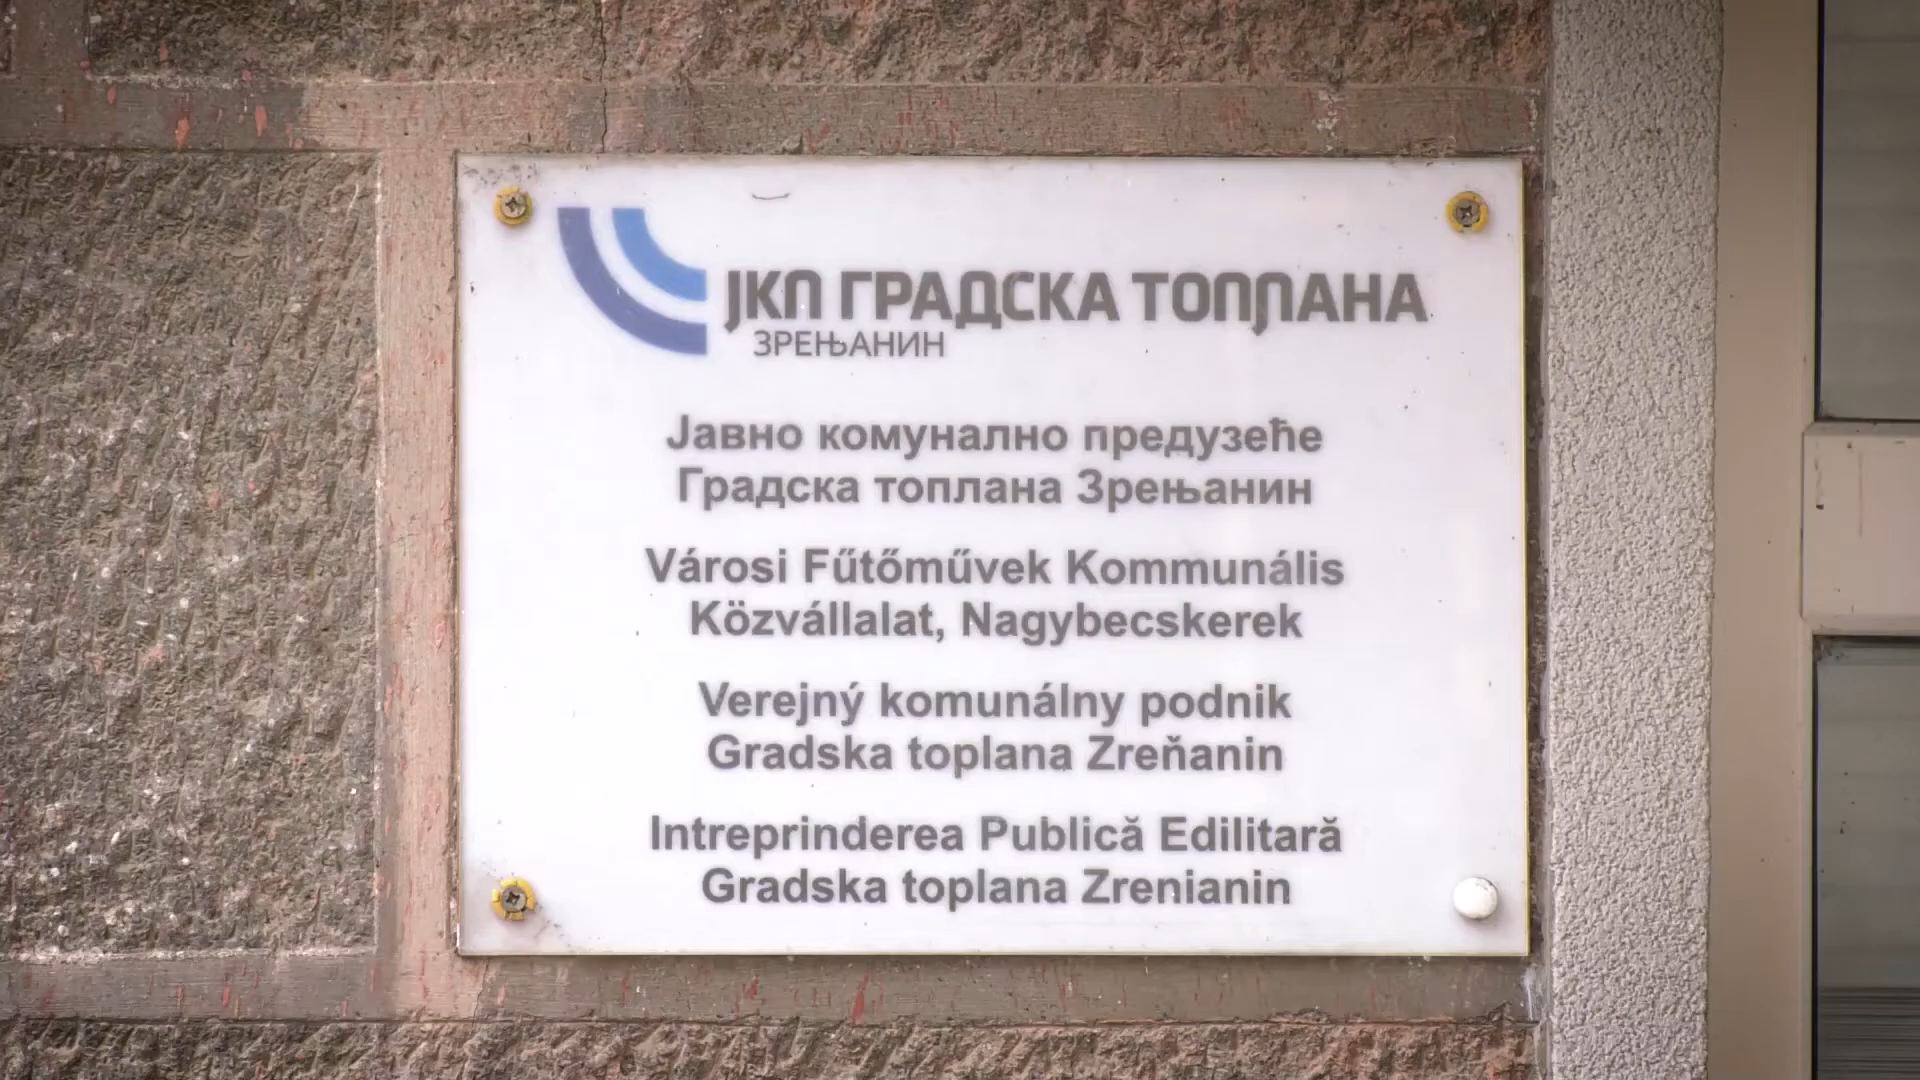 ЈКП ГРАДСКА ТОПЛАНА
ЗРЕЊАНИН
Јавно комунално предузеће
Градска топлана Зрењанин
Városi Fűtőművek Kommunális
Közvállalat, Nagybecskerek
Verejný komunálny podnik
Gradska toplana Zreňanin
Intreprinderea Publică Edilitară
Gradska toplana Zrenianin